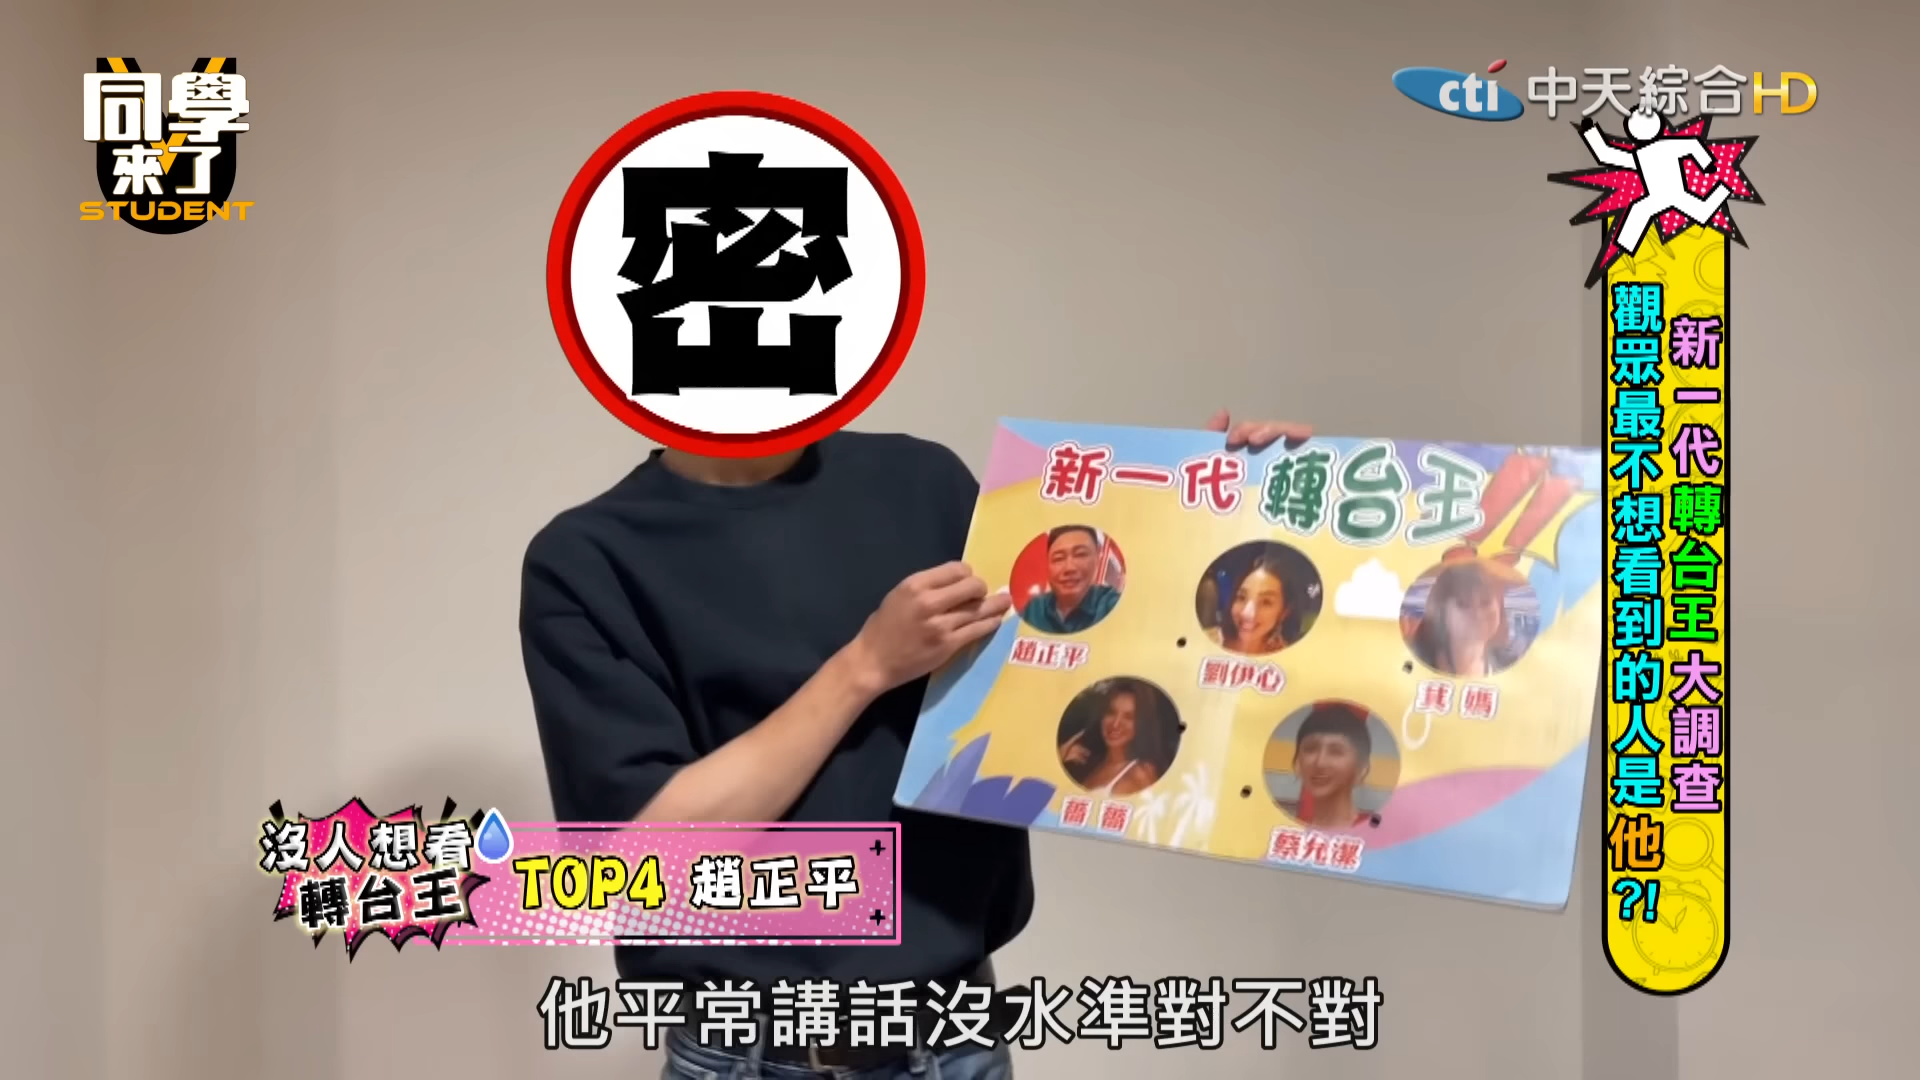 同學
來了
STUDENT
cti 中天綜合HD
密
新一代轉台王大調查
觀眾最不想看到的人是他?!
新一代轉台王
趙正平
劉伊心
萁媽
薔薔
蔡允潔
沒人想看
轉台王
TOP4 趙正平
他平常講話沒水準對不對